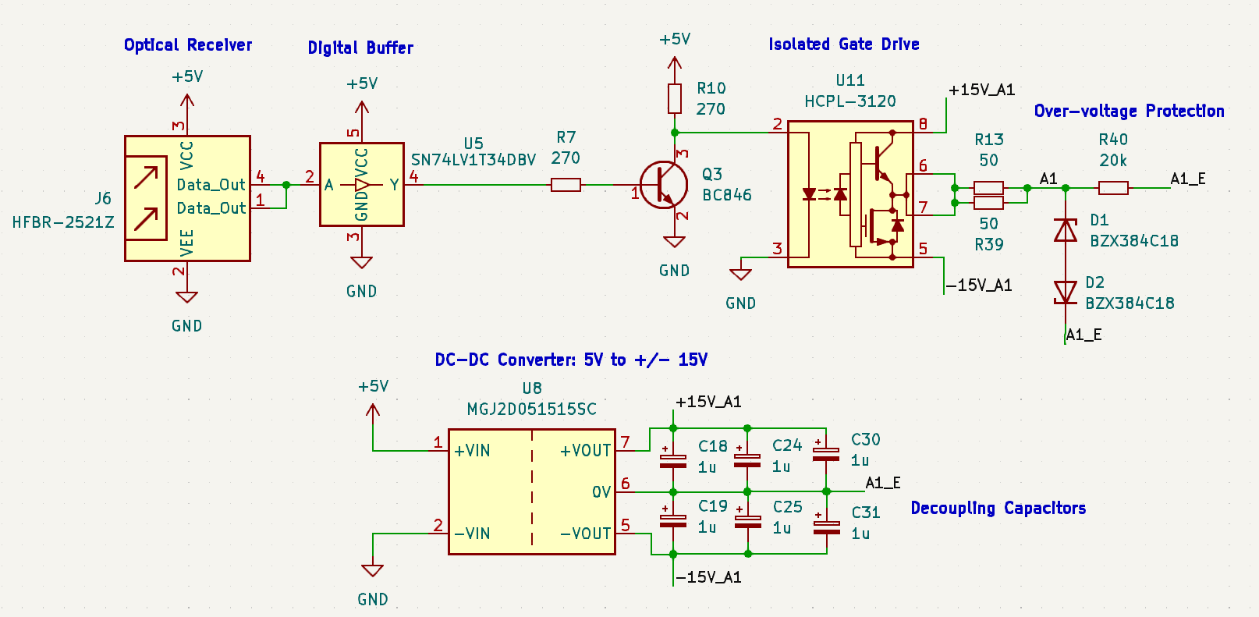 Optical Receiver
+5V
3
VCC
J6
HFBR-2521Z
Data_Out
4
Data_Out
1
VEE
2
GND
Digital Buffer
+5V
5
VCC
2
A
Y
4
GND
3
GND
U5
SN74LV1T34DBV
R7
270
+5V
R10
270
3
1
Q3
BC846
2
GND
Isolated Gate Drive
U11
HCPL-3120
2
3
GND
8
6
7
5
+15V_A1
-15V_A1
R13
50
50
R39
Over-voltage Protection
A1
R40
20k
A1_E
D1
BZX384C18
D2
BZX384C18
A1_E
DC-DC Converter: 5V to +/- 15V
+5V
U8
MGJ2D051515SC
1
+VIN
+VOUT
7
0V
6
2
-VIN
-VOUT
5
GND
+15V_A1
C18
1u
C24
1u
C30
1u
A1_E
C19
1u
C25
1u
C31
1u
-15V_A1
Decoupling Capacitors